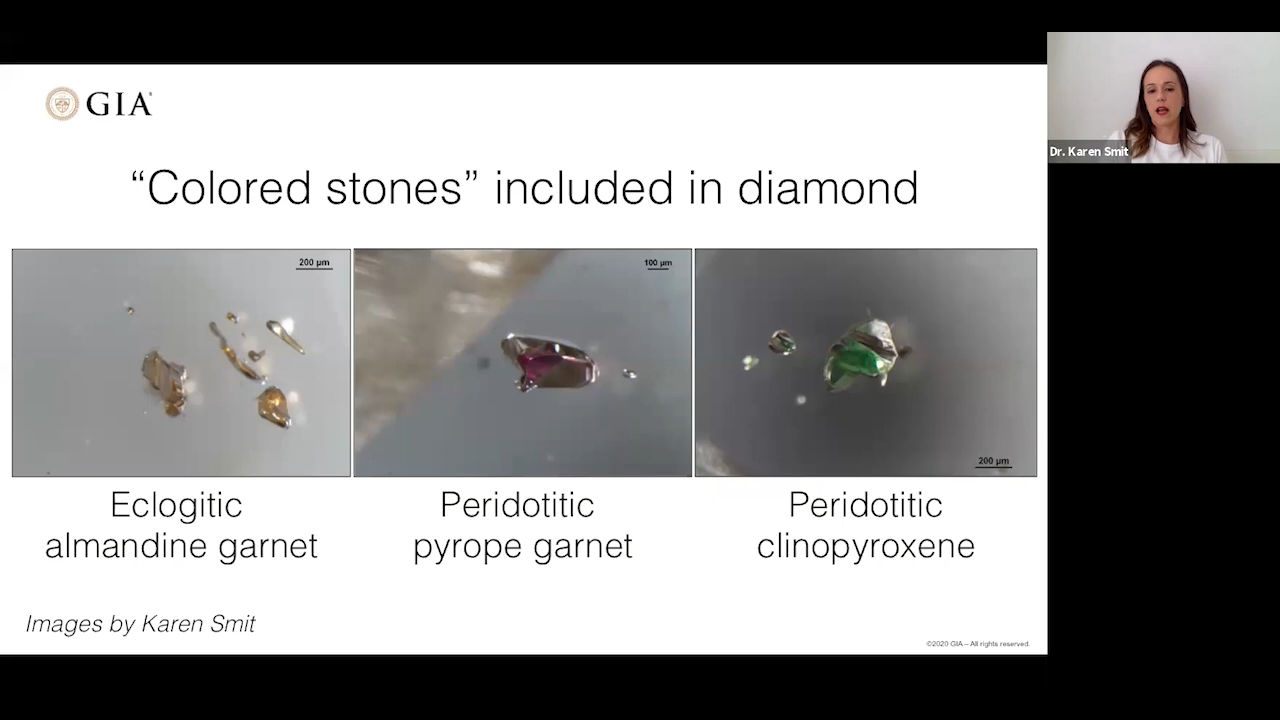 GIA
Dr. Karen Smit
“Colored stones” included in diamond
200 μm
100 μm
200 μm
Eclogitic
almandine garnet
Peridotitic
pyrope garnet
Peridotitic
clinopyroxene
Images by Karen Smit
©2020 GIA – All rights reserved.